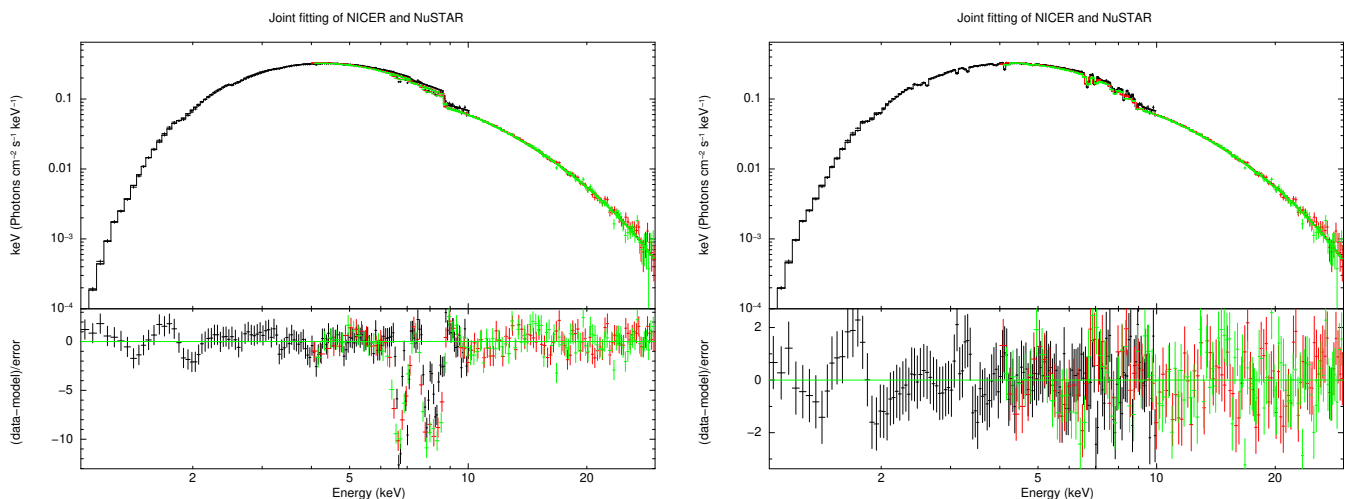 Joint fitting of NICER and NuSTAR
keV (Photons cm⁻² s⁻¹ keV⁻¹)
0.1
0.01
10⁻³
10⁻⁴
(data−model)/error
0
−5
−10
2
5
10
20
Energy (keV)
Joint fitting of NICER and NuSTAR
keV (Photons cm⁻² s⁻¹ keV⁻¹)
0.1
0.01
10⁻³
10⁻⁴
(data−model)/error
2
0
−2
2
5
10
20
Energy (keV)